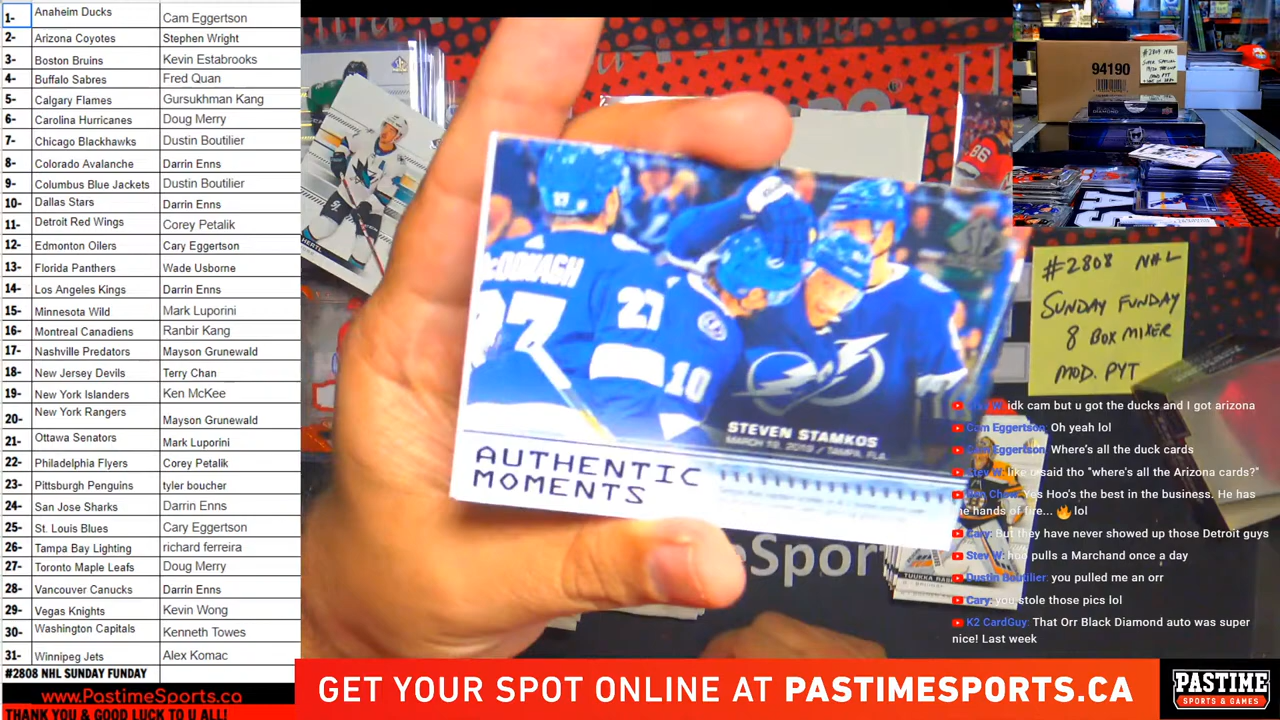 1- Anaheim Ducks Cam Eggertson
2- Arizona Coyotes Stephen Wright
3- Boston Bruins Kevin Estabrooks
4- Buffalo Sabres Fred Quan
5- Calgary Flames Gursukhman Kang
6- Carolina Hurricanes Doug Merry
7- Chicago Blackhawks Dustin Boutilier
8- Colorado Avalanche Darrin Enns
9- Columbus Blue Jackets Dustin Boutilier
10- Dallas Stars Darrin Enns
11- Detroit Red Wings Corey Petalik
12- Edmonton Oilers Cary Eggertson
13- Florida Panthers Wade Usborne
14- Los Angeles Kings Darrin Enns
15- Minnesota Wild Mark Luporini
16- Montreal Canadiens Ranbir Kang
17- Nashville Predators Mayson Grunewald
18- New Jersey Devils Terry Chan
19- New York Islanders Ken McKee
20- New York Rangers Mayson Grunewald
21- Ottawa Senators Mark Luporini
22- Philadelphia Flyers Corey Petalik
23- Pittsburgh Penguins tyler boucher
24- San Jose Sharks Darrin Enns
25- St. Louis Blues Cary Eggertson
26- Tampa Bay Lighting richard ferreira
27- Toronto Maple Leafs Doug Merry
28- Vancouver Canucks Darrin Enns
29- Vegas Knights Kevin Wong
30- Washington Capitals Kenneth Towes
31- Winnipeg Jets Alex Komac
#2808 NHL SUNDAY FUNDAY
www.PastimeSports.ca
THANK YOU & GOOD LUCK TO U ALL!
27
10
STEVEN STAMKOS
MARCH 18, 2019 / TAMPA, FLA.
AUTHENTIC
MOMENTS
86
94190
#2808 NHL
SUNDAY FUNDAY
8 BOX MIXER
MOD. PYT
idk cam but u got the ducks and I got arizona
Cam Eggertson: Oh yeah lol
Cam Eggertson: Where's all the duck cards
Stev W: like u said tho "where's all the Arizona cards?"
Yes Hoo's the best in the business. He has
the hands of fire... 🔥 lol
Cary: But they have never showed up those Detroit guys
Stev W: hoo pulls a Marchand once a day
Dustin Boutilier: you pulled me an orr
Cary: you stole those pics lol
K2 CardGuy: That Orr Black Diamond auto was super
nice! Last week
GET YOUR SPOT ONLINE AT PASTIMESPORTS.CA
PASTIME
SPORTS & GAMES